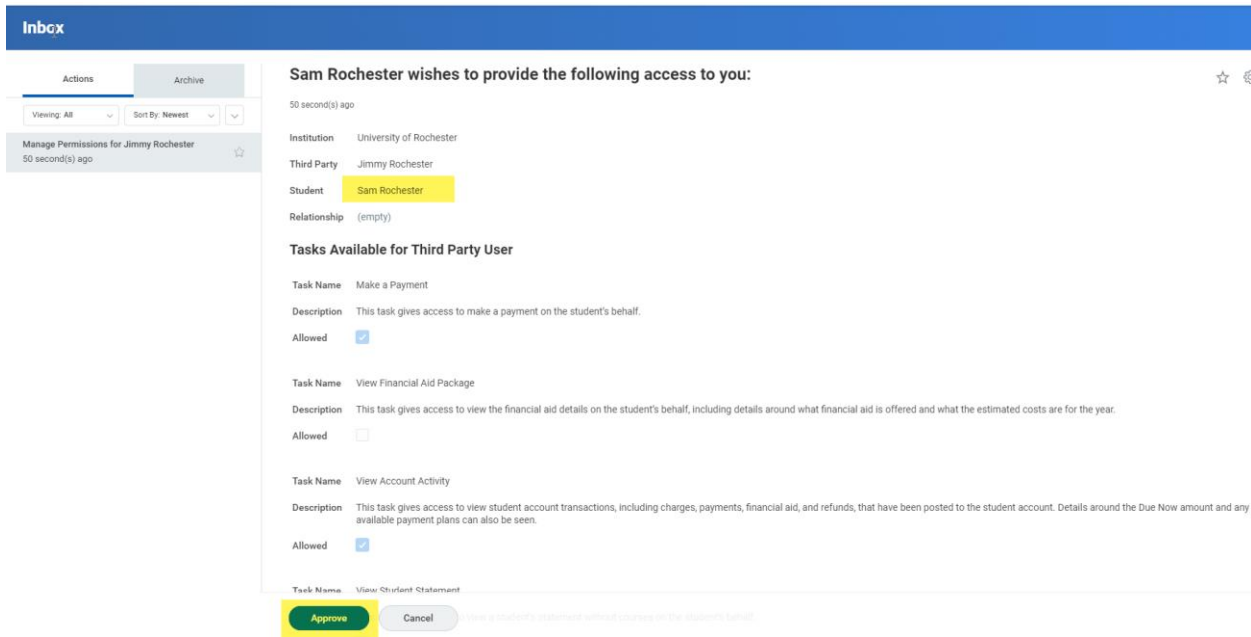 Inbox
Actions
Archive
Viewing: All
Sort By: Newest
Manage Permissions for Jimmy Rochester
50 second(s) ago
Sam Rochester wishes to provide the following access to you:
50 second(s) ago
Institution University of Rochester
Third Party Jimmy Rochester
Student Sam Rochester
Relationship (empty)
Tasks Available for Third Party User
Task Name Make a Payment
Description This task gives access to make a payment on the student's behalf.
Allowed
Task Name View Financial Aid Package
Description This task gives access to view the financial aid details on the student's behalf, including details around what financial aid is offered and what the estimated costs are for the year.
Allowed
Task Name View Account Activity
Description This task gives access to view student account transactions, including charges, payments, financial aid, and refunds, that have been posted to the student account. Details around the Due Now amount and any
available payment plans can also be seen.
Allowed
Task Name View Student Statement
Approve
Cancel